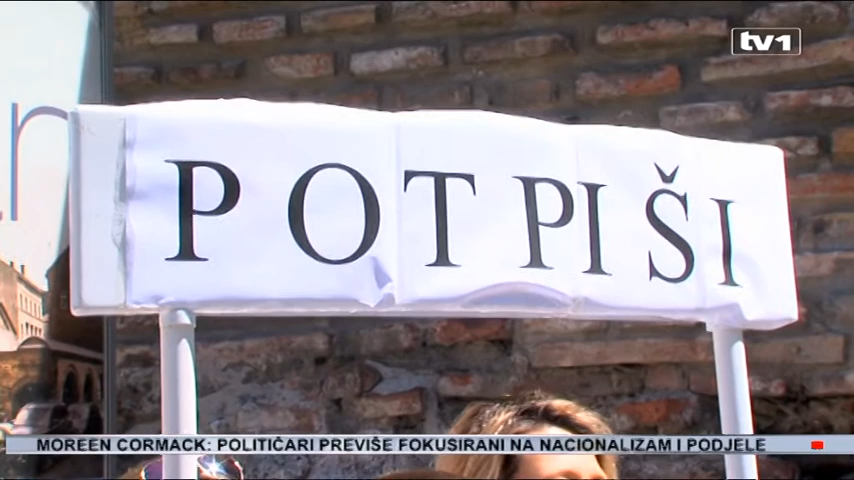 tv1
POTPIŠI
MOREEN CORMACK: POLITIČARI PREVIŠE FOKUSIRANI NA NACIONALIZAM I PODJELE